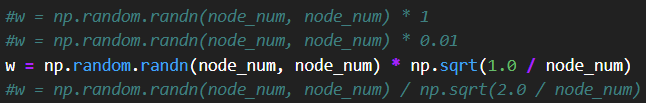 #w = np.random.randn(node_num, node_num) * 1
#w = np.random.randn(node_num, node_num) * 0.01
w = np.random.randn(node_num, node_num) * np.sqrt(1.0 / node_num)
#w = np.random.randn(node_num, node_num) / np.sqrt(2.0 / node_num)